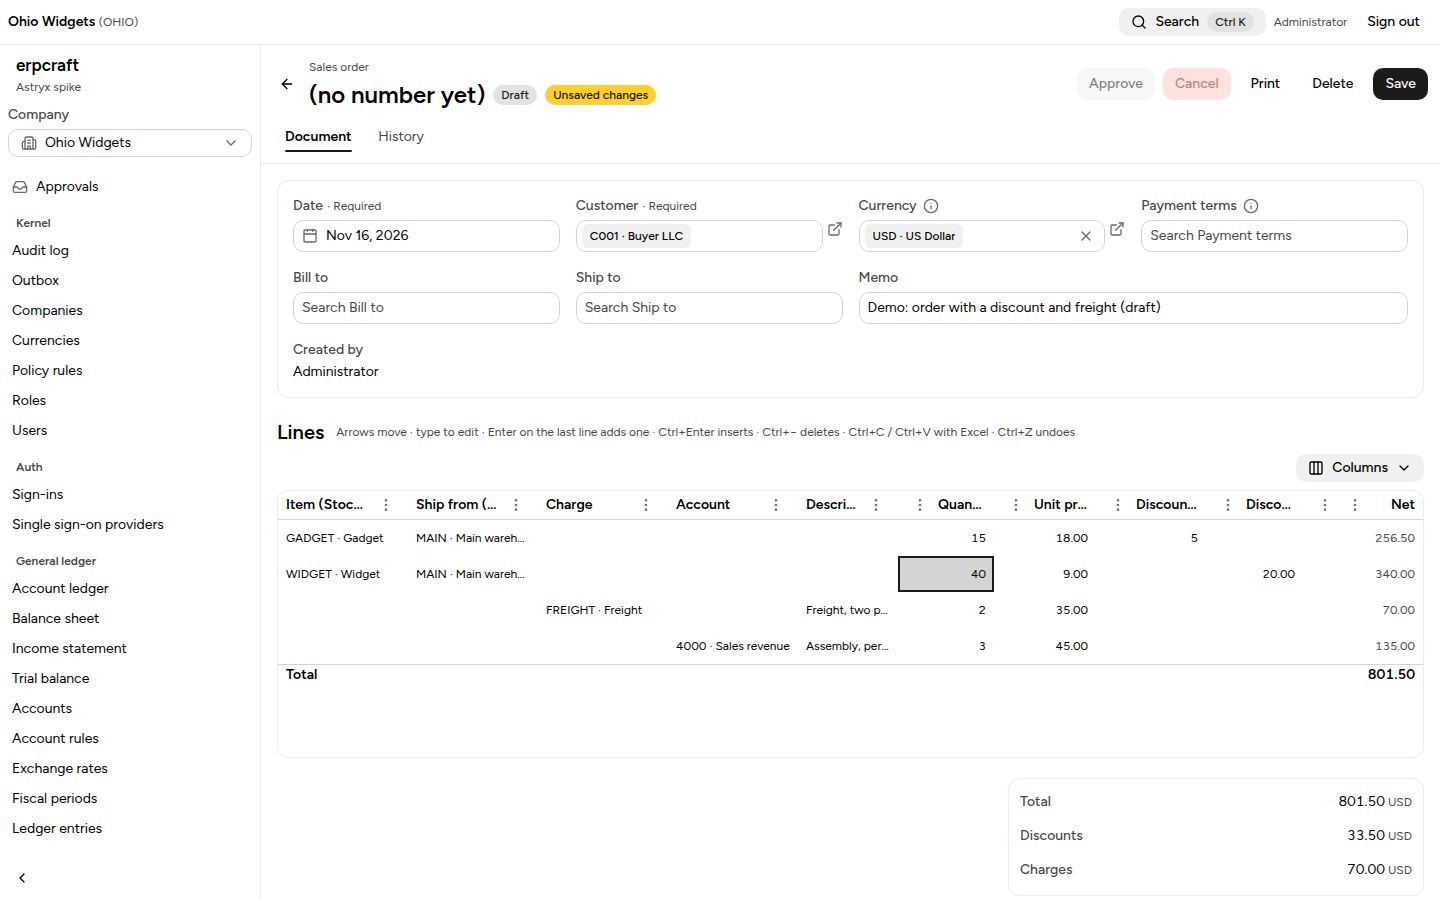 Ohio Widgets (OHIO)
Search Ctrl K
Administrator
Sign out
erpcraft
Astryx spike
Company
Ohio Widgets
Approvals
Kernel
Audit log
Outbox
Companies
Currencies
Policy rules
Roles
Users
Auth
Sign-ins
Single sign-on providers
General ledger
Account ledger
Balance sheet
Income statement
Trial balance
Accounts
Account rules
Exchange rates
Fiscal periods
Ledger entries
Sales order
(no number yet) Draft Unsaved changes
Approve Cancel Print Delete Save
Document History
Date · Required Customer · Required Currency Payment terms
Nov 16, 2026 C001 · Buyer LLC USD · US Dollar Search Payment terms
Bill to Ship to Memo
Search Bill to Search Ship to Demo: order with a discount and freight (draft)
Created by
Administrator
Lines Arrows move · type to edit · Enter on the last line adds one · Ctrl+Enter inserts · Ctrl+− deletes · Ctrl+C / Ctrl+V with Excel · Ctrl+Z undoes
Columns
Item (Stoc... Ship from (... Charge Account Descri... Quan... Unit pr... Discoun... Disco... Net
GADGET · Gadget MAIN · Main wareh... 15 18.00 5 256.50
WIDGET · Widget MAIN · Main wareh... 40 9.00 20.00 340.00
FREIGHT · Freight Freight, two p... 2 35.00 70.00
4000 · Sales revenue Assembly, per... 3 45.00 135.00
Total 801.50
Total 801.50 USD
Discounts 33.50 USD
Charges 70.00 USD